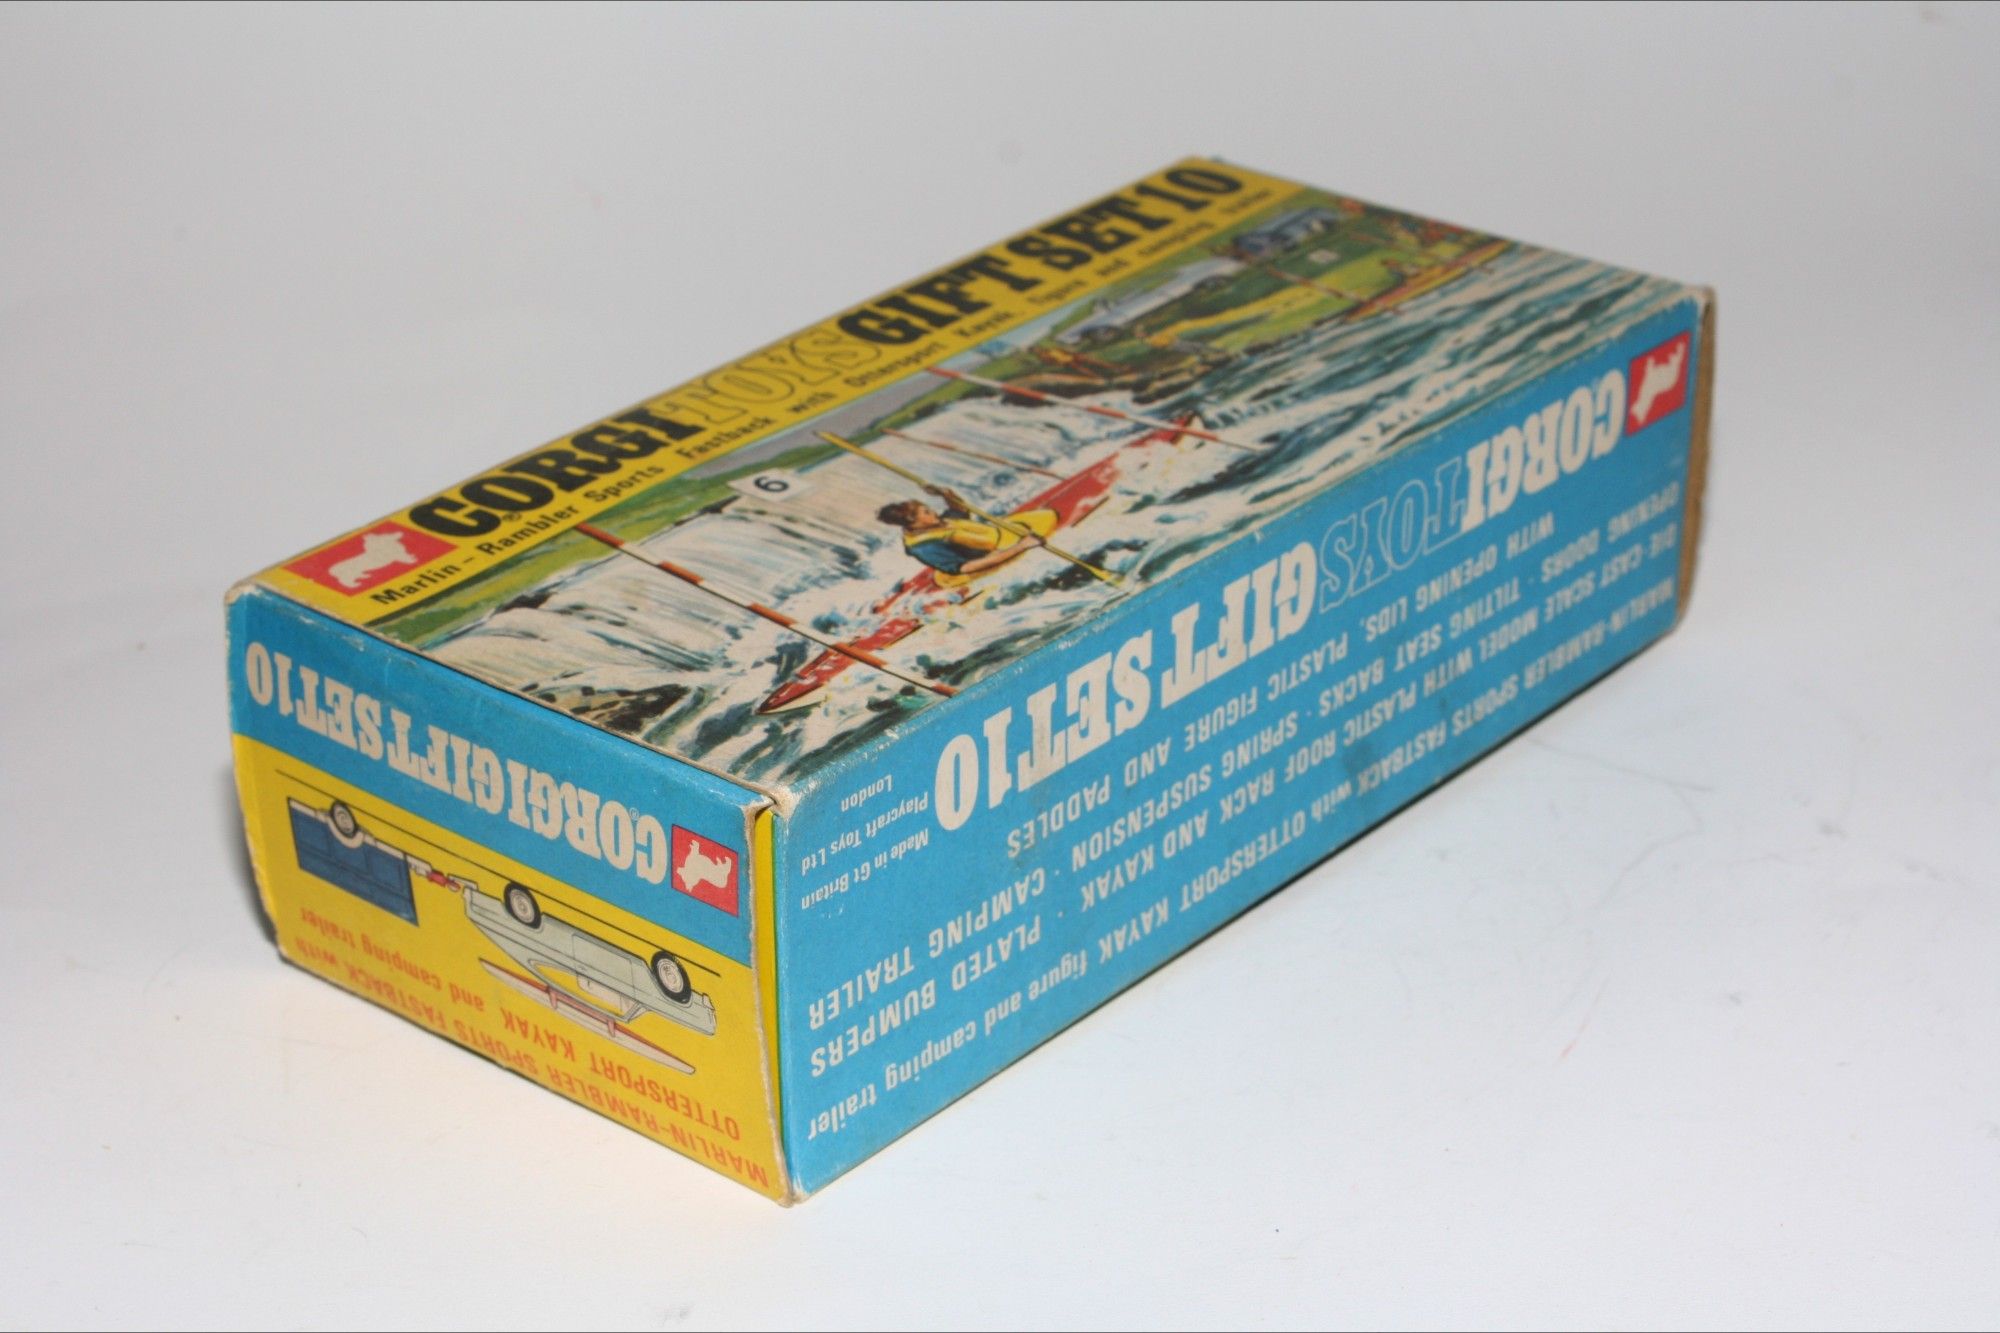 CORGI TOYS GIFT SET 10
®
Marlin-Rambler Sports Fastback with Ottersport Kayak figure and camping trailer
6
CORGI TOYS GIFT SET 10
MARLIN-RAMBLER SPORTS FASTBACK with OTTERSPORT KAYAK figure and camping trailer
DIE-CAST SCALE MODEL WITH PLASTIC ROOF RACK AND KAYAK · PLATED BUMPERS
OPENING DOORS · TILTING SEAT BACKS · SPRING SUSPENSION · CAMPING TRAILER
WITH OPENING LIDS. PLASTIC FIGURE AND PADDLES
Made in Gt Britain
Playcraft Toys Ltd
London
CORGI GIFT SET 10
®
MARLIN-RAMBLER SPORTS FASTBACK with
OTTERSPORT KAYAK and camping trailer